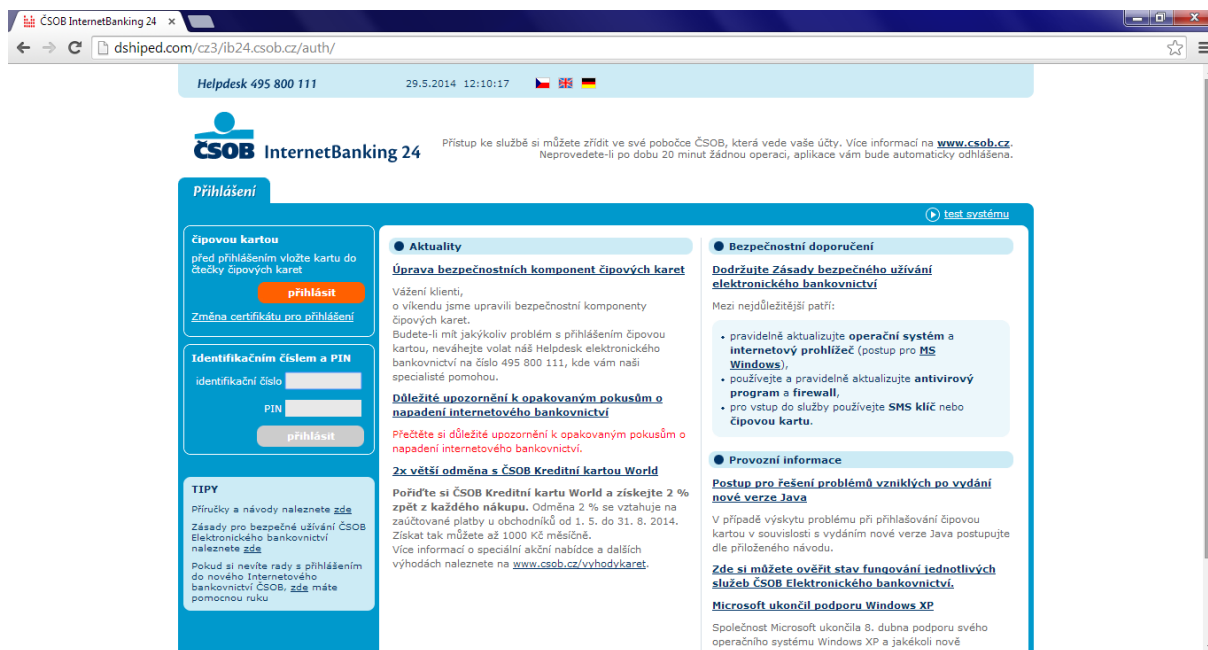 ČSOB InternetBanking 24
dshiped.com/cz3/ib24.csob.cz/auth/
Helpdesk 495 800 111
29.5.2014 12:10:17
ČSOB InternetBanking 24
Přístup ke službě si můžete zřídit ve své pobočce ČSOB, která vede vaše účty. Více informací na www.csob.cz.
Neprovedete-li po dobu 20 minut žádnou operaci, aplikace vám bude automaticky odhlášena.
Přihlášení
test systému
čipovou kartou
před přihlášením vložte kartu do
čtečky čipových karet
přihlásit
Změna certifikátu pro přihlášení
Identifikačním číslem a PIN
identifikační číslo
PIN
přihlásit
TIPY
Příručky a návody naleznete zde
Zásady pro bezpečné užívání ČSOB
Elektronického bankovnictví
naleznete zde
Pokud si nevíte rady s přihlášením
do nového Internetového
bankovnictví ČSOB, zde máte
pomocnou ruku
Aktuality
Úprava bezpečnostních komponent čipových karet
Vážení klienti,
o víkendu jsme upravili bezpečnostní komponenty
čipových karet.
Budete-li mít jakýkoliv problém s přihlášením čipovou
kartou, neváhejte volat náš Helpdesk elektronického
bankovnictví na číslo 495 800 111, kde vám naši
specialisté pomohou.
Důležité upozornění k opakovaným pokusům o
napadení internetového bankovnictví
Přečtěte si důležité upozornění k opakovaným pokusům o
napadení internetového bankovnictví.
2x větší odměna s ČSOB Kreditní kartou World
Pořiďte si ČSOB Kreditní kartu World a získejte 2 %
zpět z každého nákupu. Odměna 2 % se vztahuje na
zaúčtované platby u obchodníků od 1. 5. do 31. 8. 2014.
Získat tak můžete až 1000 Kč měsíčně.
Více informací o speciální akční nabídce a dalších
výhodách naleznete na www.csob.cz/vyhodykaret.
Bezpečnostní doporučení
Dodržujte Zásady bezpečného užívání
elektronického bankovnictví
Mezi nejdůležitější patří:
• pravidelně aktualizujte operační systém a
internetový prohlížeč (postup pro MS
Windows),
• používejte a pravidelně aktualizujte antivirový
program a firewall,
• pro vstup do služby používejte SMS klíč nebo
čipovou kartu.
Provozní informace
Postup pro řešení problémů vzniklých po vydání
nové verze Java
V případě výskytu problému při přihlašování čipovou
kartou v souvislosti s vydáním nové verze Java postupujte
dle přiloženého návodu.
Zde si můžete ověřit stav fungování jednotlivých
služeb ČSOB Elektronického bankovnictví.
Microsoft ukončil podporu Windows XP
Společnost Microsoft ukončila 8. dubna podporu svého
operačního systému Windows XP a jakékoli nově